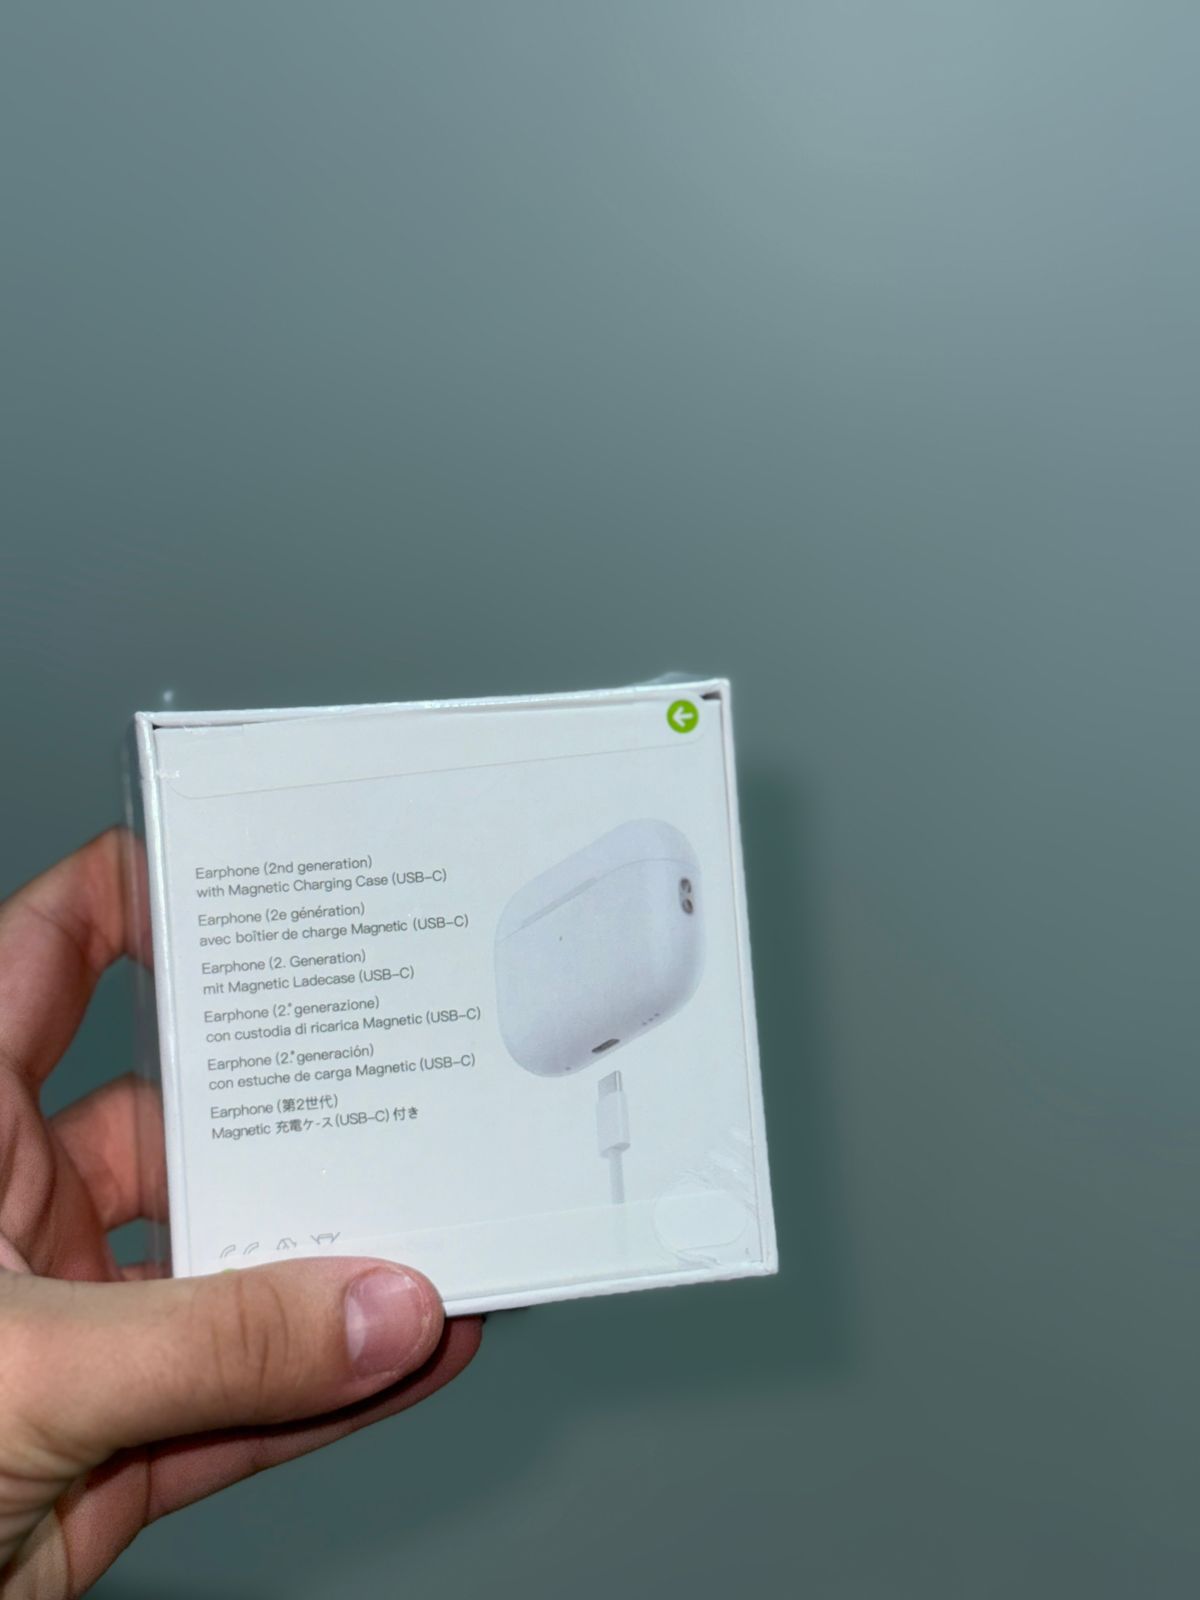 Earphone (2nd generation)
with Magnetic Charging Case (USB-C)
Earphone (2e génération)
avec boîtier de charge Magnetic (USB-C)
Earphone (2. Generation)
mit Magnetic Ladecase (USB-C)
Earphone (2.ª generazione)
con custodia di ricarica Magnetic (USB-C)
Earphone (2.ª generación)
con estuche de carga Magnetic (USB-C)
Earphone (第2世代)
Magnetic 充電ケ-ス(USB-C) 付き